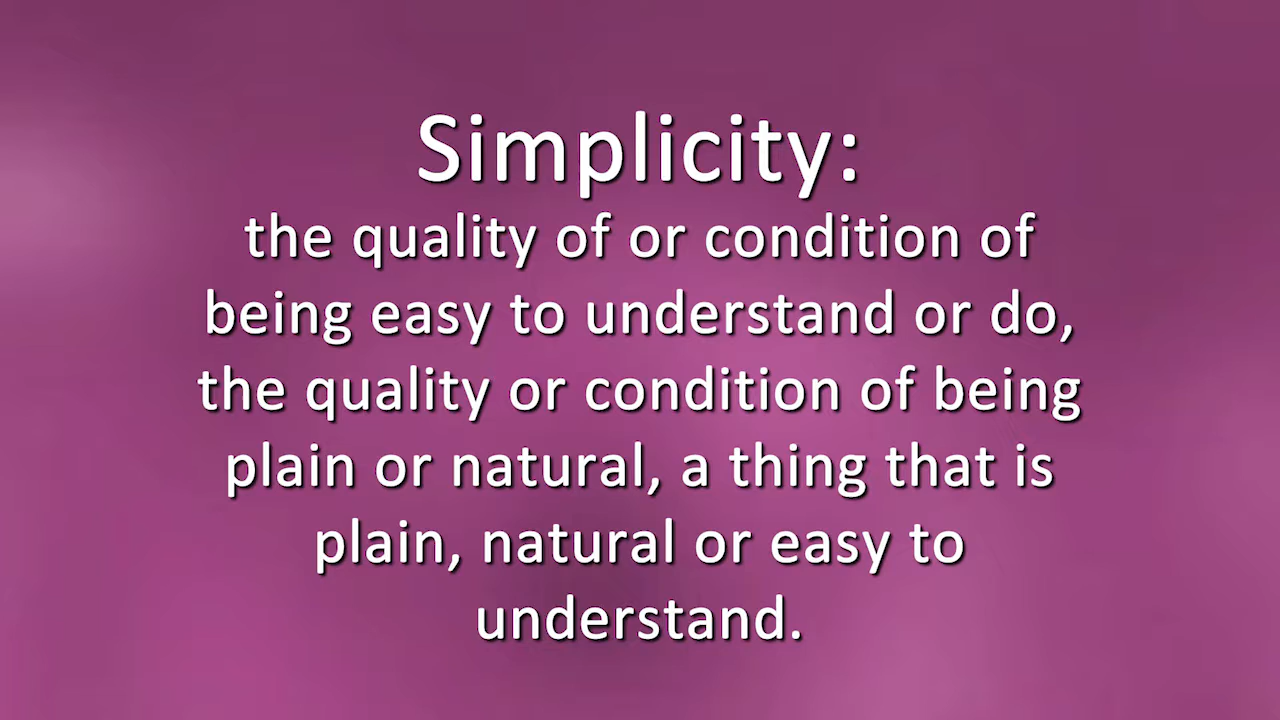 Simplicity:
the quality of or condition of
being easy to understand or do,
the quality or condition of being
plain or natural, a thing that is
plain, natural or easy to
understand.